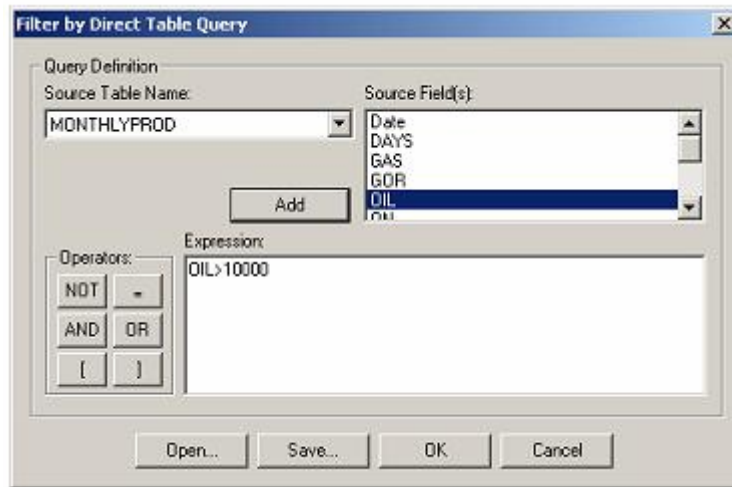 Filter by Direct Table Query
Query Definition
Source Table Name:
MONTHLYPROD
Source Field(s):
Date
DAYS
GAS
GOR
OIL
Add
Operators:
NOT =
AND OR
( )
Expression:
OIL>10000
Open... Save... OK Cancel